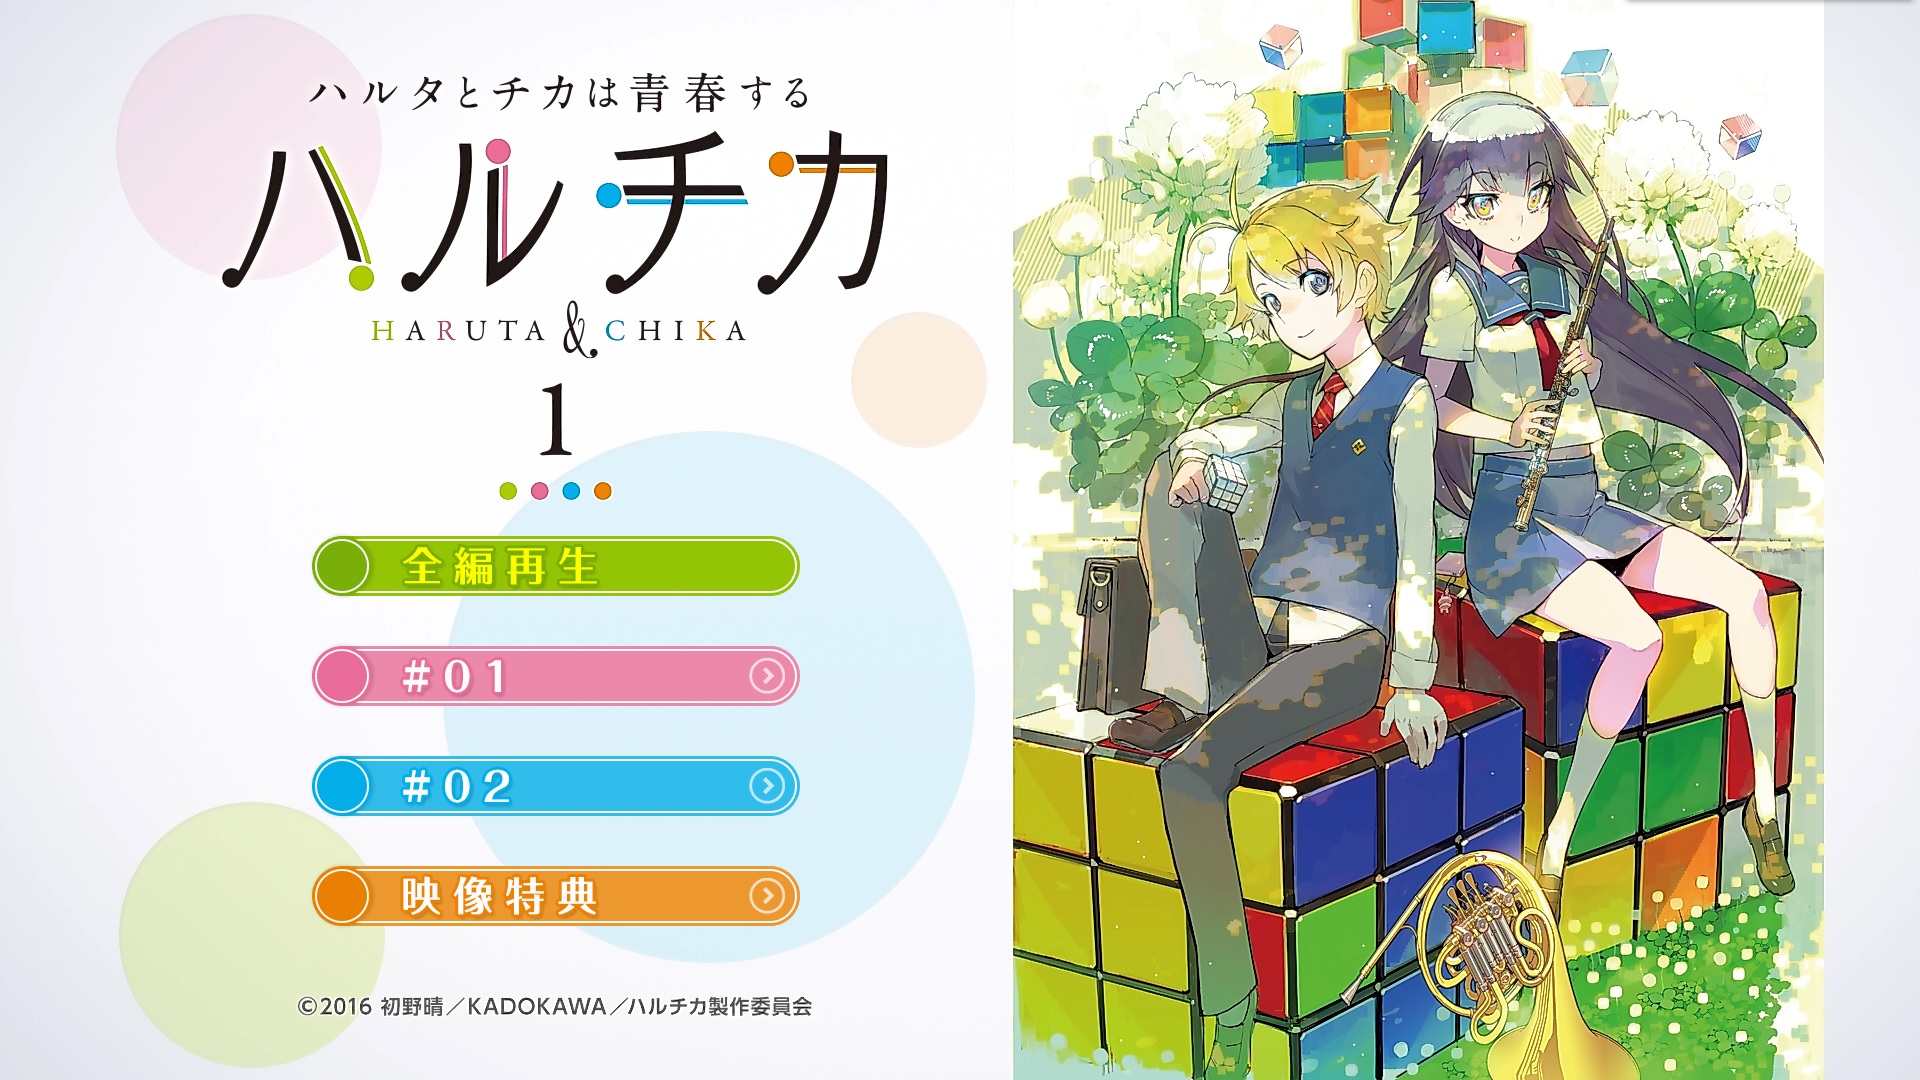 ハルタとチカは青春する
ハルチカ
HARUTA & CHIKA
1
全編再生
#01
#02
映像特典
©2016 初野晴／KADOKAWA／ハルチカ製作委員会